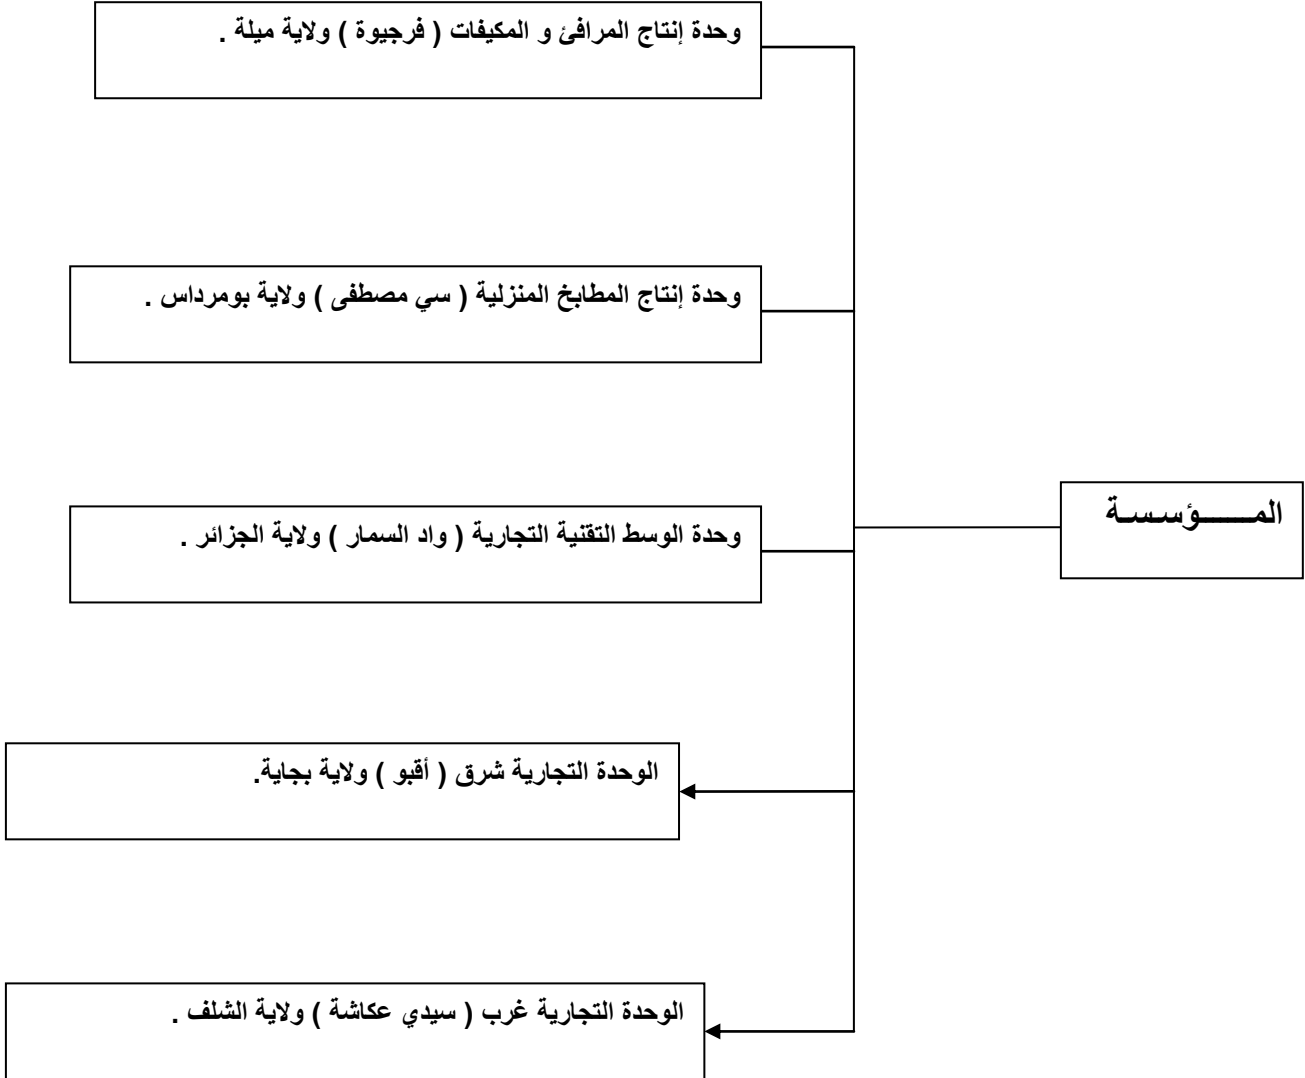 وحدة إنتاج المرافئ و المكيفات ( فرجيوة ) ولاية ميلة .
وحدة إنتاج المطابخ المنزلية ( سي مصطفى ) ولاية بومرداس .
المــــــؤسـسـة
وحدة الوسط التقنية التجارية ( واد السمار ) ولاية الجزائر .
الوحدة التجارية شرق ( أقبو ) ولاية بجاية.
الوحدة التجارية غرب ( سيدي عكاشة ) ولاية الشلف .